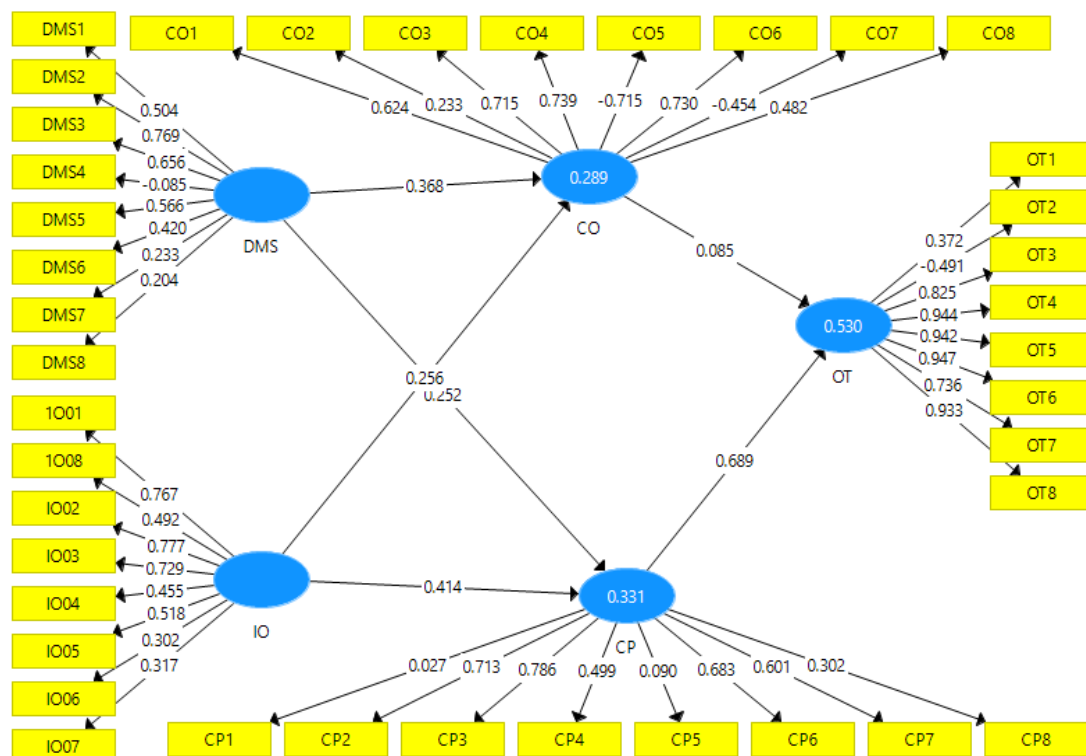 DMS1
DMS2
DMS3
DMS4
DMS5
DMS6
DMS7
DMS8
0.504
0.769
0.656
-0.085
0.566
0.420
0.233
0.204
DMS
CO1 CO2 CO3 CO4 CO5 CO6 CO7 CO8
0.624 0.233 0.715 0.739 -0.715 0.730 -0.454 0.482
0.289
CO
0.368
0.256
0.252
0.085
1O01
1O08
IO02
IO03
IO04
IO05
IO06
IO07
0.767
0.492
0.777
0.729
0.455
0.518
0.302
0.317
IO
0.414
0.331
CP
0.689
0.027 0.713 0.786 0.499 0.090 0.683 0.601 0.302
CP1 CP2 CP3 CP4 CP5 CP6 CP7 CP8
0.530
OT
0.372
-0.491
0.825
0.944
0.942
0.947
0.736
0.933
OT1
OT2
OT3
OT4
OT5
OT6
OT7
OT8